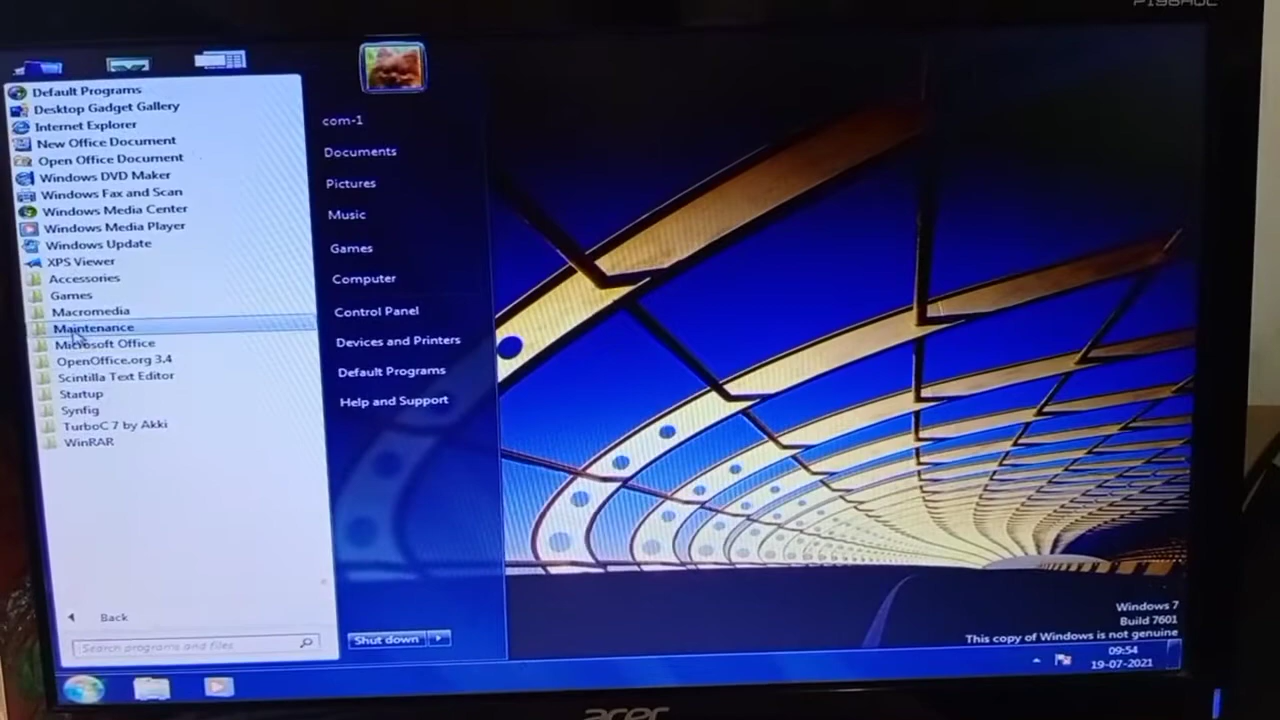 P196HQL
Default Programs
Desktop Gadget Gallery
Internet Explorer
New Office Document
Open Office Document
Windows DVD Maker
Windows Fax and Scan
Windows Media Center
Windows Media Player
Windows Update
XPS Viewer
Accessories
Games
Macromedia
Maintenance
Microsoft Office
OpenOffice.org 3.4
Scintilla Text Editor
Startup
Synfig
TurboC 7 by Akki
WinRAR
Back
Search programs and files
com-1
Documents
Pictures
Music
Games
Computer
Control Panel
Devices and Printers
Default Programs
Help and Support
Shut down
Windows 7
Build 7601
This copy of Windows is not genuine
09:54
19-07-2021
acer